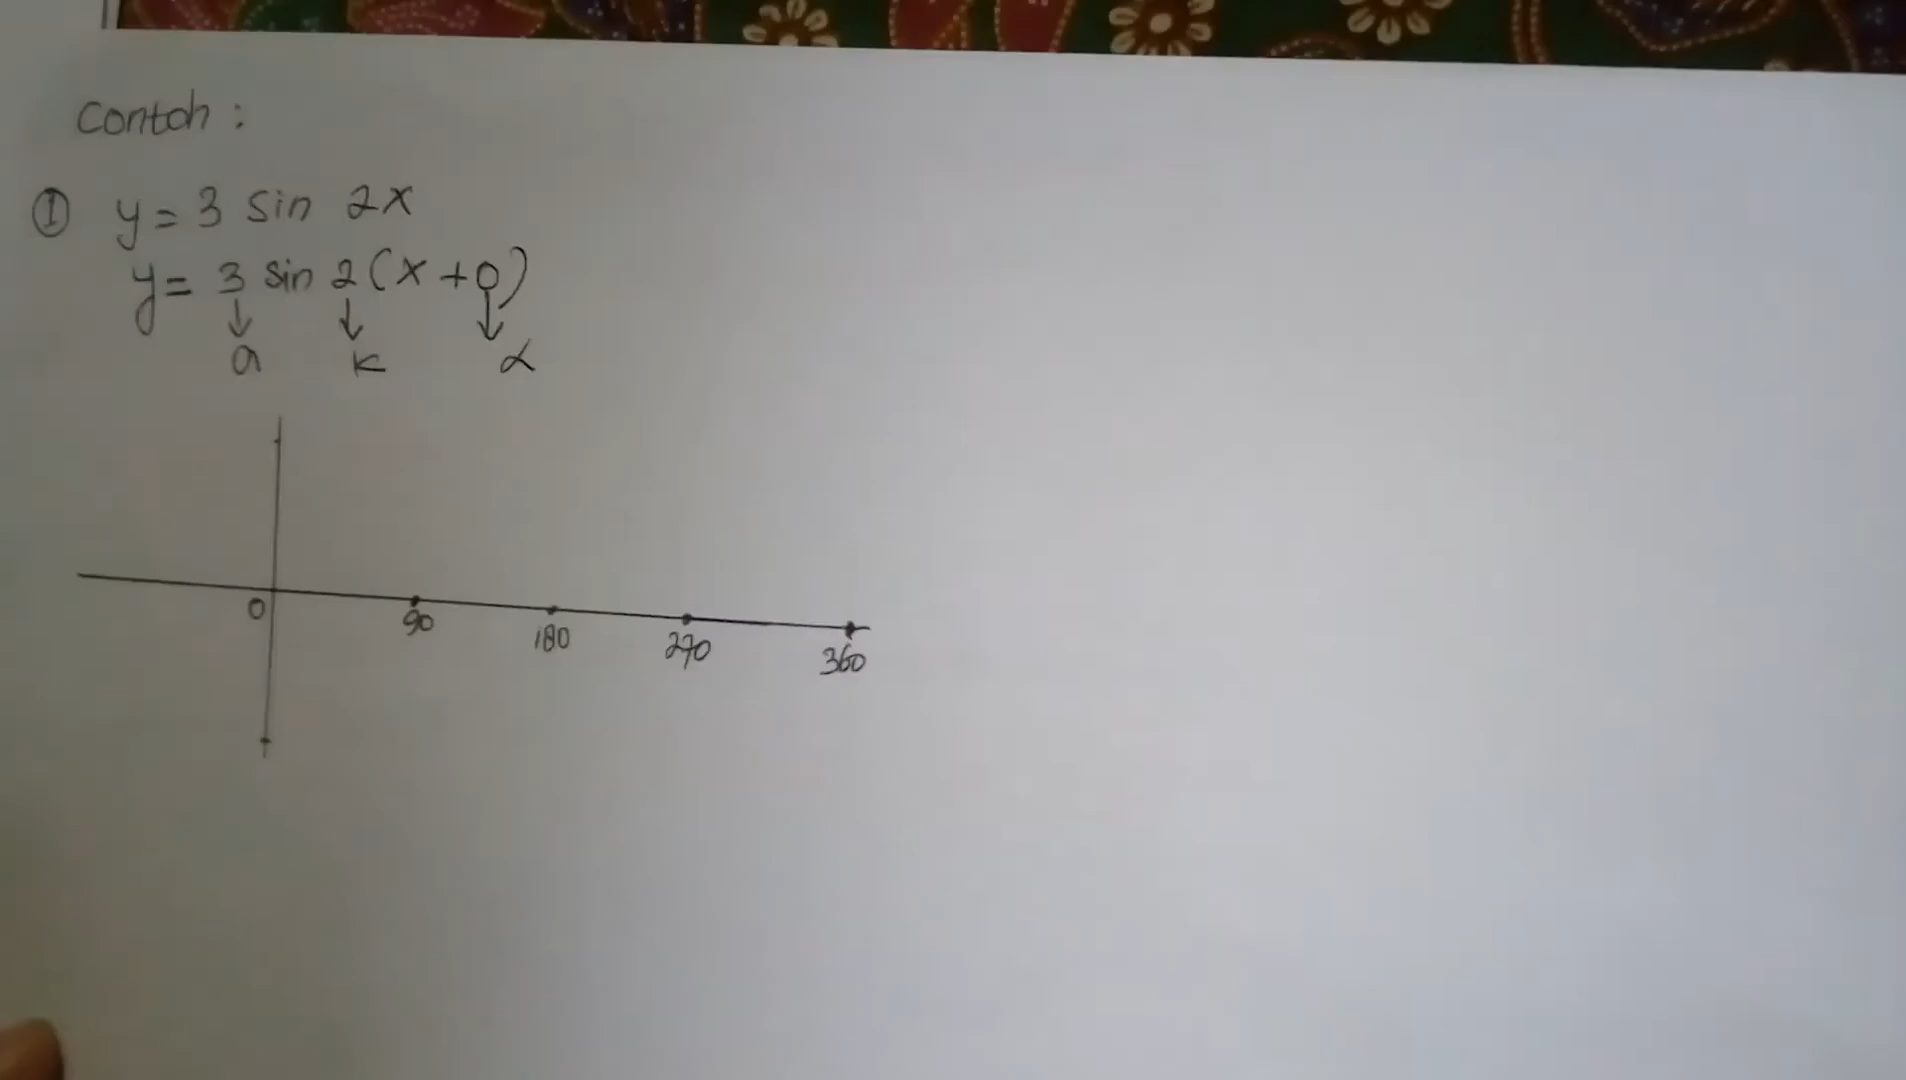 Contoh :
① y = 3 sin 2x
y = 3 sin 2 (x + 0)
↓ ↓ ↓
a k α
0 90 180 270 360